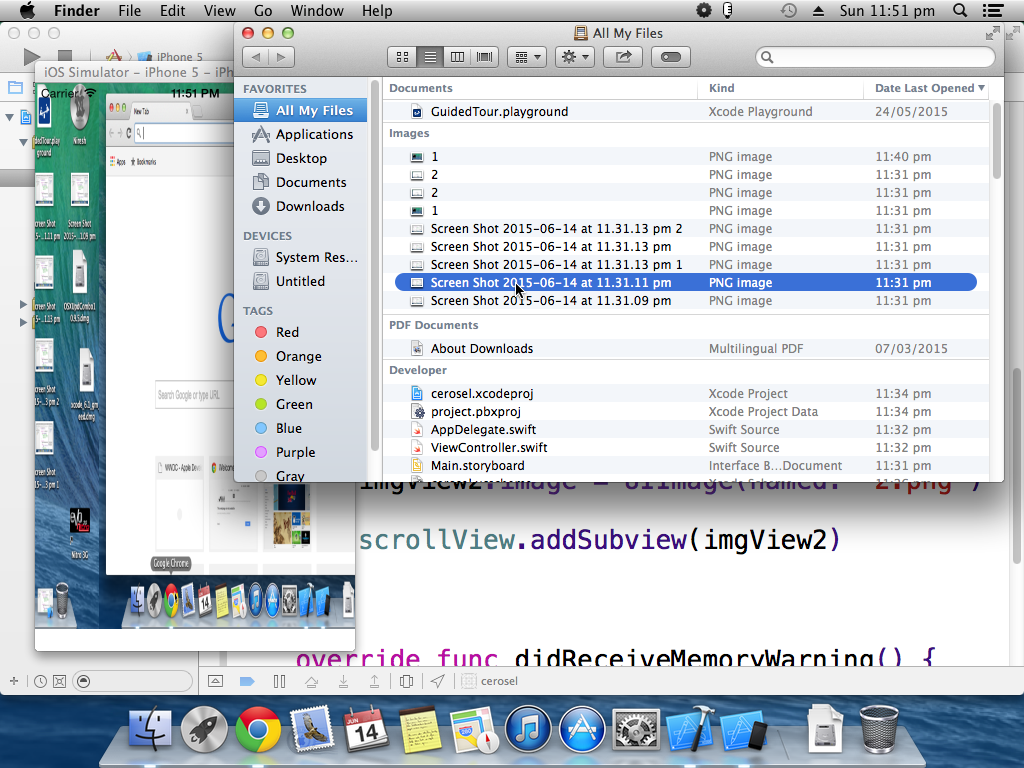 Finder File Edit View Go Window Help Sun 11:51 pm
All My Files
iPhone 5
iOS Simulator – iPhone 5 – iPh
Carrier 11:51 PM
FAVORITES
All My Files
Applications
Desktop
Documents
Downloads
DEVICES
System Res...
Untitled
TAGS
Red
Orange
Yellow
Green
Blue
Purple
Gray
Documents Kind Date Last Opened
GuidedTour.playground Xcode Playground 24/05/2015
Images
1 PNG image 11:40 pm
2 PNG image 11:31 pm
2 PNG image 11:31 pm
1 PNG image 11:31 pm
Screen Shot 2015-06-14 at 11.31.13 pm 2 PNG image 11:31 pm
Screen Shot 2015-06-14 at 11.31.13 pm PNG image 11:31 pm
Screen Shot 2015-06-14 at 11.31.13 pm 1 PNG image 11:31 pm
Screen Shot 2015-06-14 at 11.31.11 pm PNG image 11:31 pm
Screen Shot 2015-06-14 at 11.31.09 pm PNG image 11:31 pm
PDF Documents
About Downloads Multilingual PDF 07/03/2015
Developer
cerosel.xcodeproj Xcode Project 11:34 pm
project.pbxproj Xcode Project Data 11:34 pm
AppDelegate.swift Swift Source 11:32 pm
ViewController.swift Swift Source 11:32 pm
Main.storyboard Interface B...Document 11:31 pm
New Tab
Apps Bookmarks
Search Google or type URL
Google Chrome
Nitro 3G
imgView2.image = UIImage(named: "2.png")
scrollView.addSubview(imgView2)
override func didReceiveMemoryWarning() {
cerosel
JUN
14